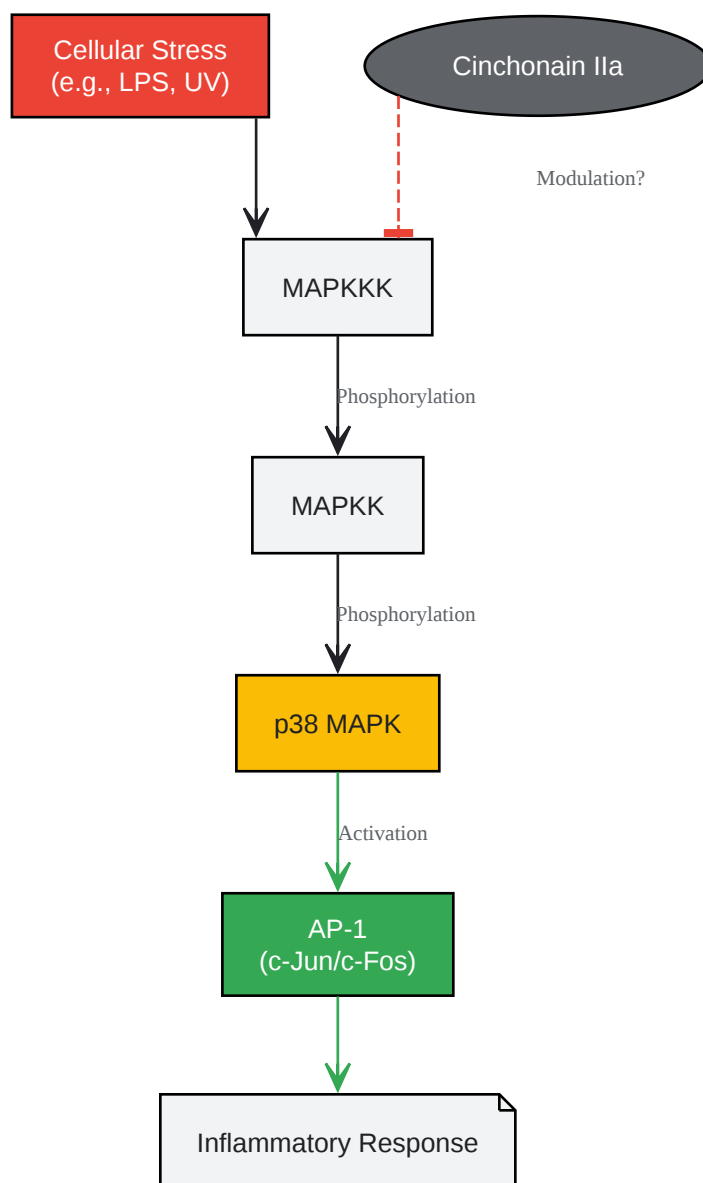 Cellular Stress
(e.g., LPS, UV)
Cinchonain IIa
Modulation?
MAPKKK
Phosphorylation
MAPKK
Phosphorylation
p38 MAPK
Activation
AP-1
(c-Jun/c-Fos)
Inflammatory Response